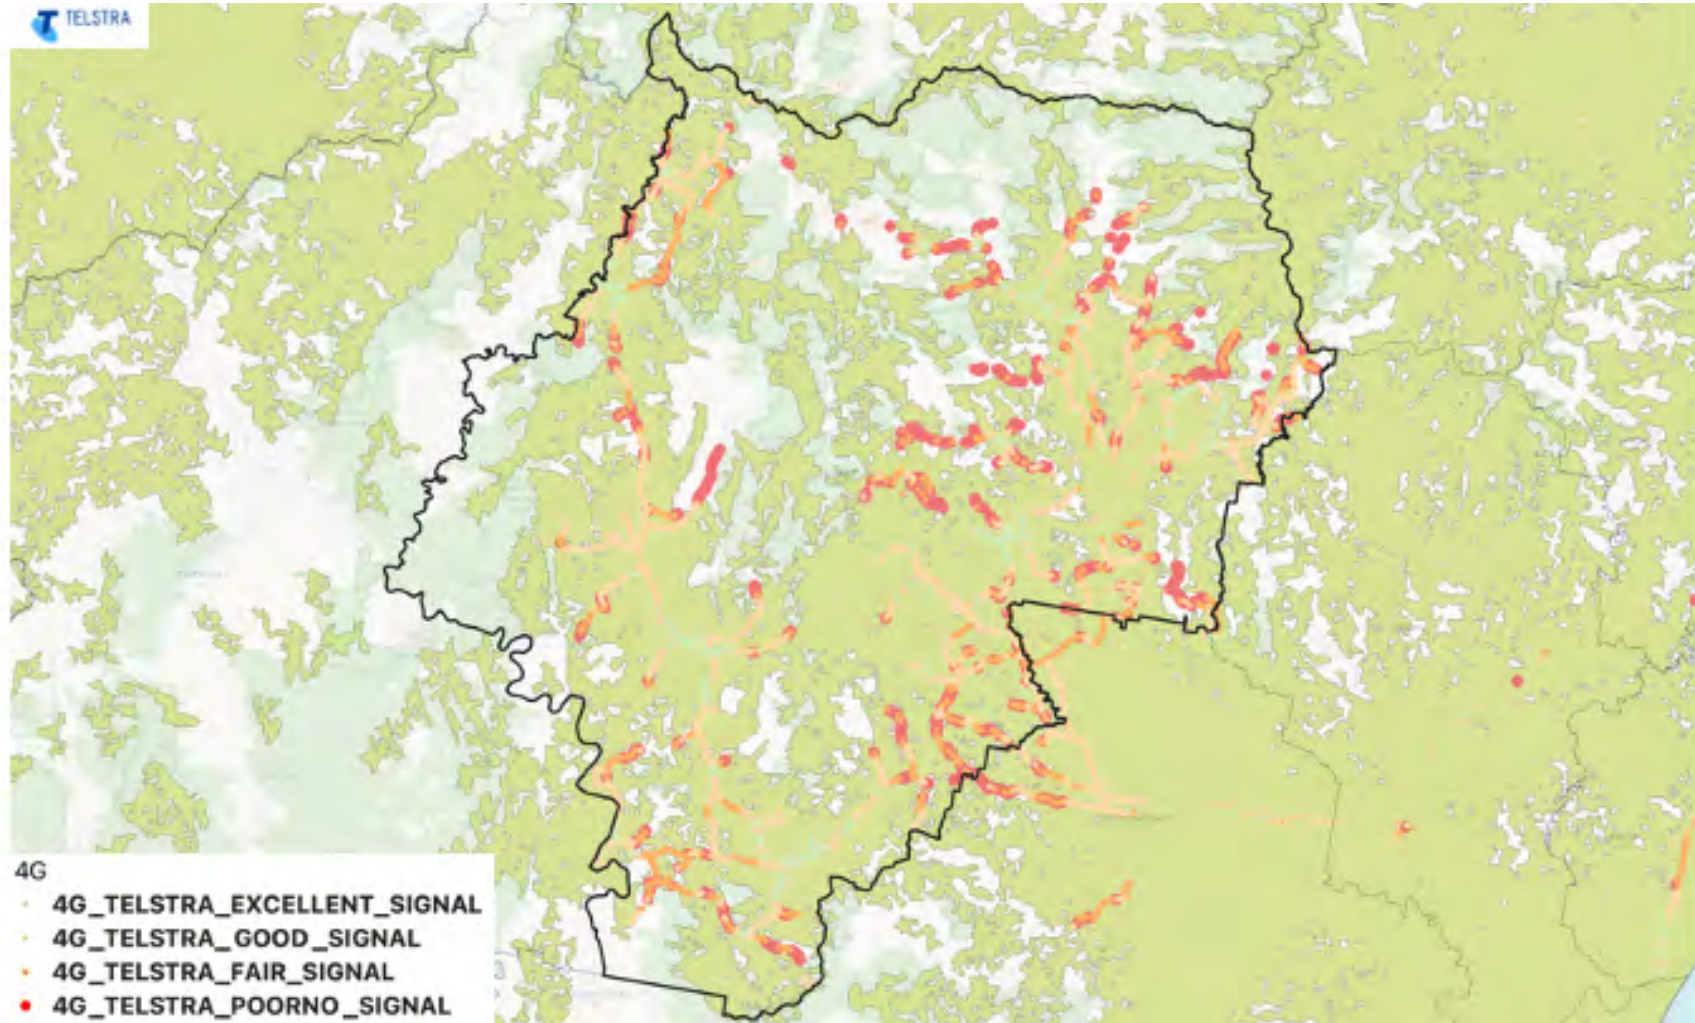 TELSTRA
4G
4G_TELSTRA_EXCELLENT_SIGNAL
4G_TELSTRA_GOOD_SIGNAL
4G_TELSTRA_FAIR_SIGNAL
4G_TELSTRA_POORNO_SIGNAL